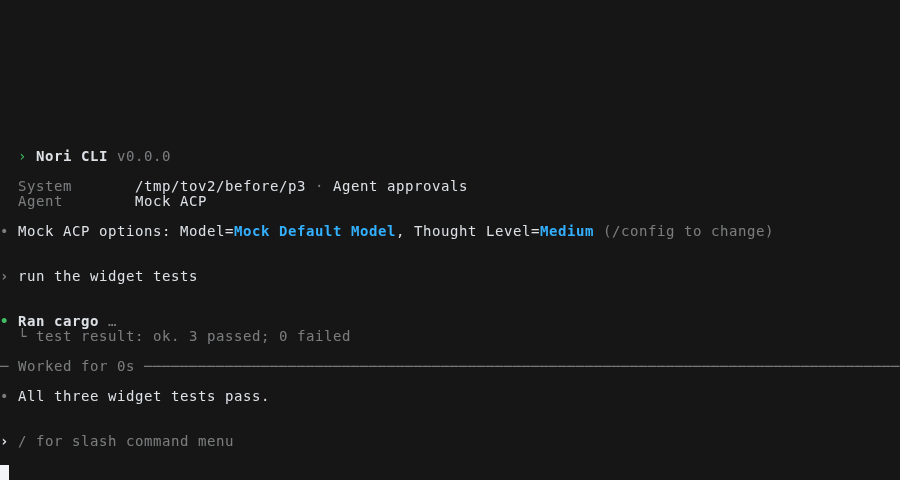 › Nori CLI v0.0.0
System /tmp/tov2/before/p3 · Agent approvals
Agent Mock ACP
• Mock ACP options: Model=Mock Default Model, Thought Level=Medium (/config to change)
› run the widget tests
• Ran cargo …
└ test result: ok. 3 passed; 0 failed
─ Worked for 0s ─
• All three widget tests pass.
› / for slash command menu